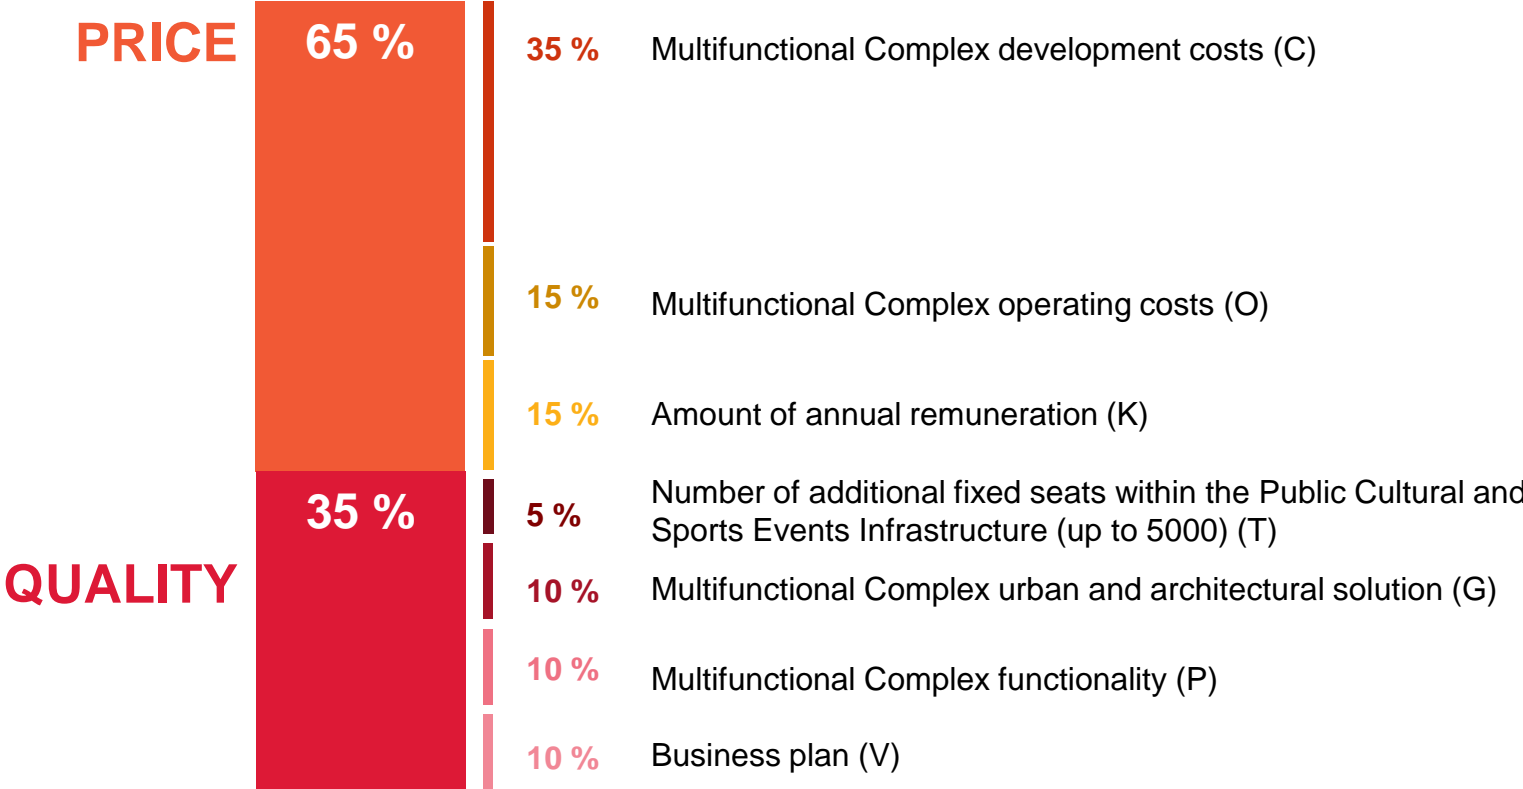 PRICE
65 %
35 % Multifunctional Complex development costs (C)
15 % Multifunctional Complex operating costs (O)
15 % Amount of annual remuneration (K)
QUALITY
35 %
5 % Number of additional fixed seats within the Public Cultural and
Sports Events Infrastructure (up to 5000) (T)
10 % Multifunctional Complex urban and architectural solution (G)
10 % Multifunctional Complex functionality (P)
10 % Business plan (V)